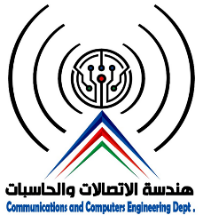 هندسة الاتصالات والحاسبات
Communications and Computers Engineering Dept .